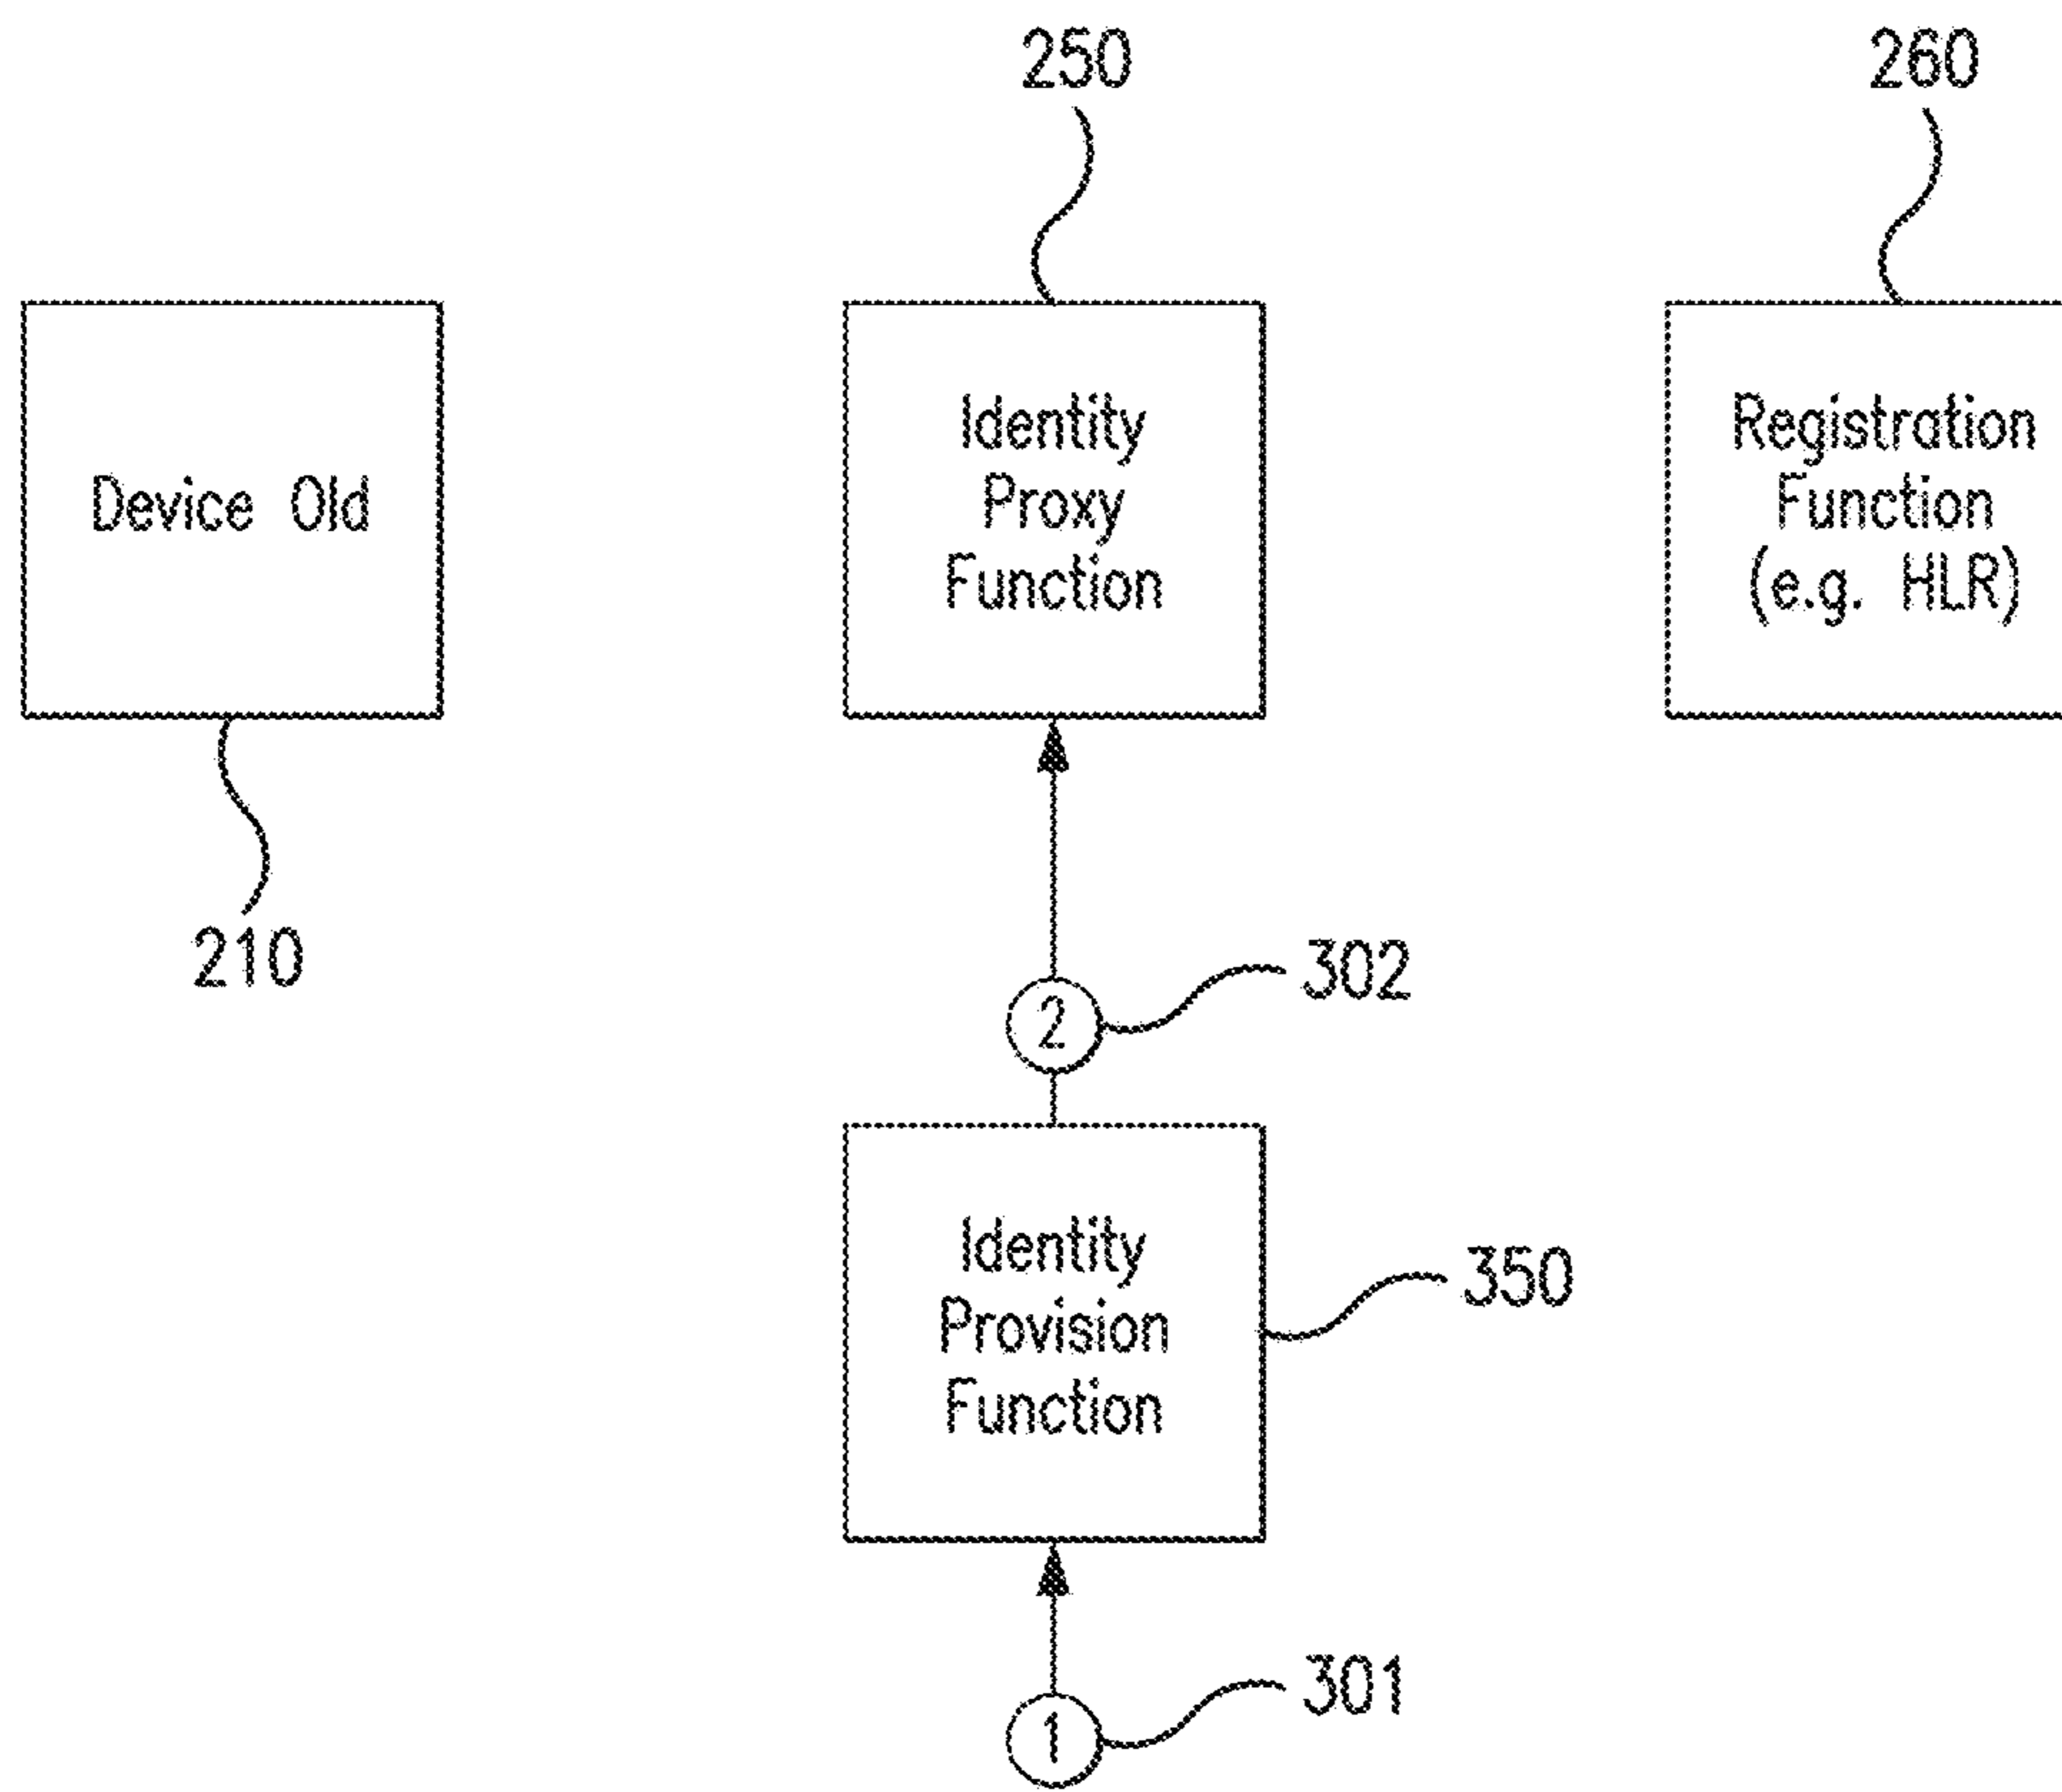 250
260
Device Old
Identity
Proxy
Function
Registration
Function
(e.g. HLR)
210
302
2
Identity
Provision
Function
350
301
1